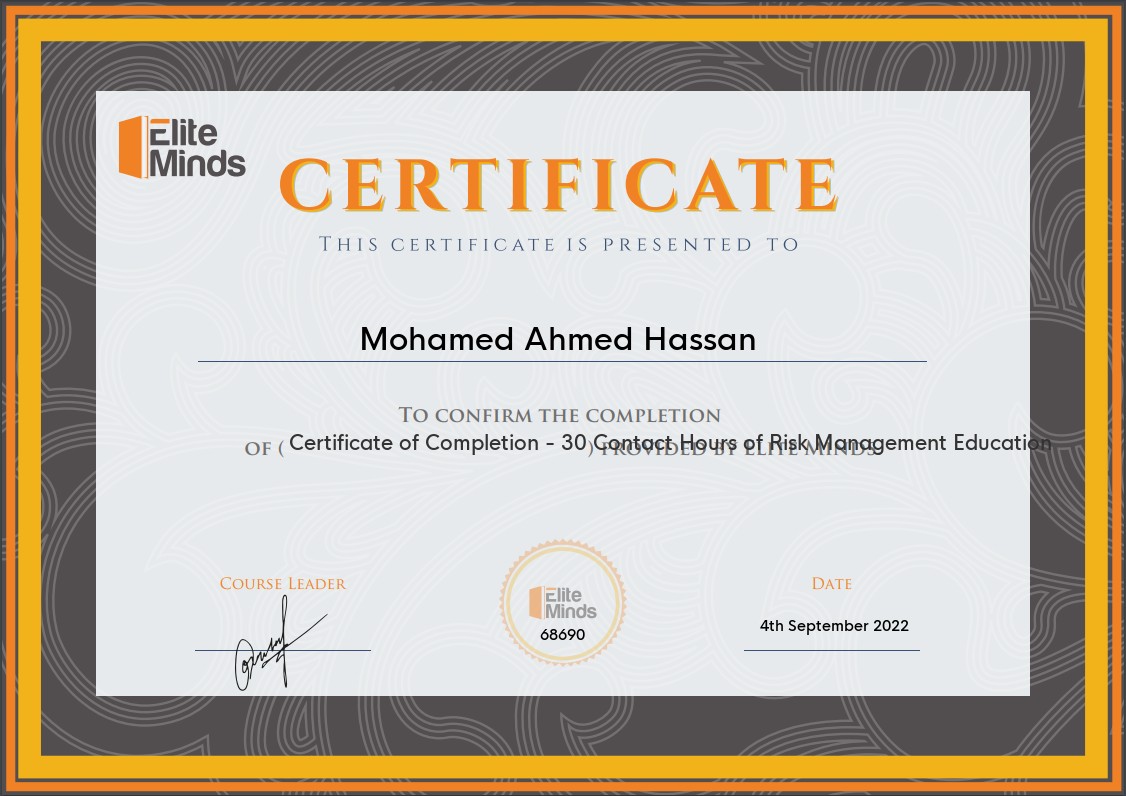 Elite
Minds
CERTIFICATE
THIS CERTIFICATE IS PRESENTED TO
Mohamed Ahmed Hassan
TO CONFIRM THE COMPLETION
OF ( Certificate of Completion - 30 Contact Hours of Risk Management Education
) PROVIDED BY ELITE MINDS
COURSE LEADER
DATE
Elite
Minds
68690
4th September 2022